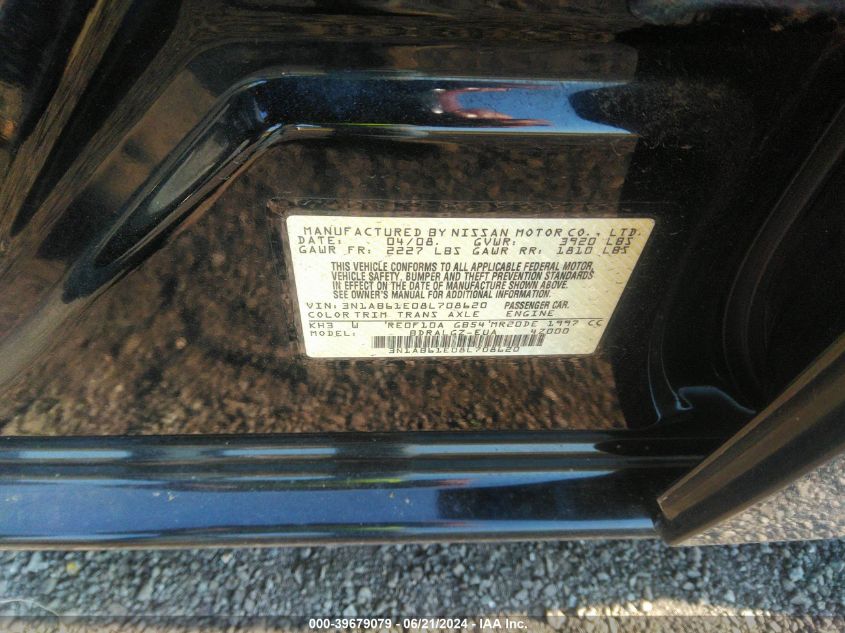 MANUFACTURED BY NISSAN MOTOR CO., LTD.
DATE: 04/08. GVWR: 3920 LBS
GAWR FR: 2227 LBS GAWR RR: 1810 LBS
THIS VEHICLE CONFORMS TO ALL APPLICABLE FEDERAL MOTOR
VEHICLE SAFETY, BUMPER AND THEFT PREVENTION STANDARDS
IN EFFECT ON THE DATE OF MANUFACTURE SHOWN ABOVE.
SEE OWNER'S MANUAL FOR ADDITIONAL INFORMATION.
VIN: 3N1AB61E08L708620 PASSENGER CAR.
COLOR TRIM TRANS AXLE ENGINE
KH3 W RE0F10A GB54 MR20DE 1997 CC
MODEL: BDRALGZ-EUA 4Z000
3N1AB61E08L708620
000-39679079 - 06/21/2024 - IAA Inc.